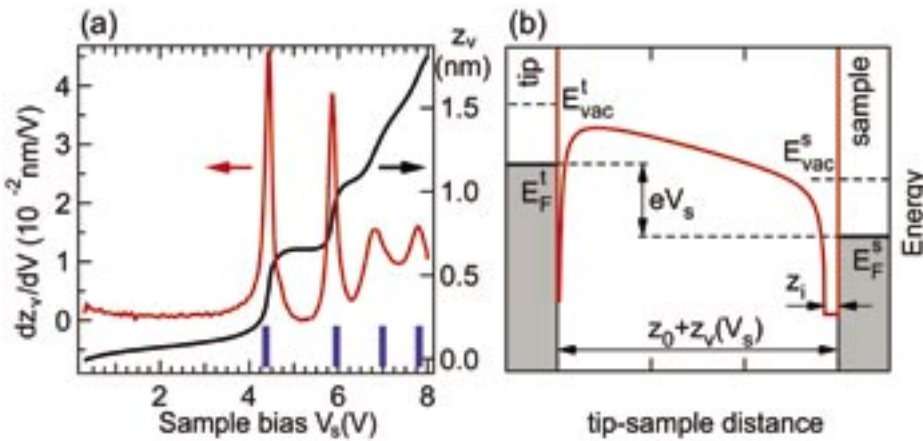 (a)
z_v
(nm)
dz_v/dV (10^-2 nm/V)
4
3
2
1
0
1.5
1.0
0.5
0.0
2
4
6
8
Sample bias V_s(V)
(b)
tip
E^t_vac
E^t_F
eV_s
E^s_vac
sample
E^s_F
z_i
z_0+z_v(V_s)
Energy
tip-sample distance